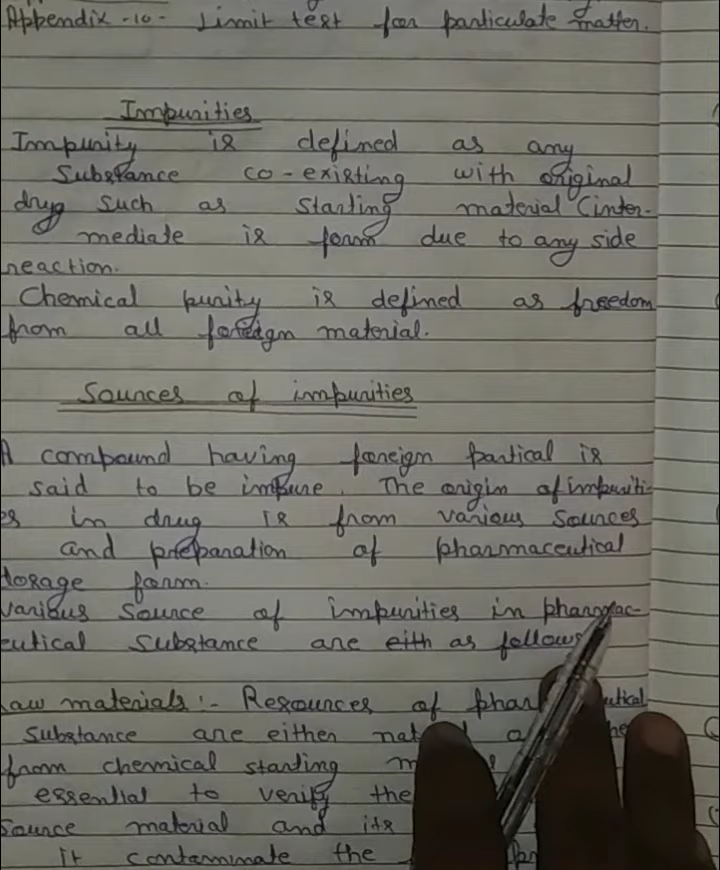 Appendix -10- Limit test for particulate matter.
Impurities
Impurity is defined as any
Substance co-existing with original
drug such as starting material (inter-
mediate is form due to any side
reaction.
Chemical purity is defined as freedom
from all foreign material.
Sources of impurities
A compound having foreign partical is
said to be impure. The origin of impuriti-
es in drug is from various sources
and preparation of pharmaceutical
dosage form.
various source of impurities in pharmac-
eutical substance are eith as follows
aw materials:- Resources of phar utical
substance are either nat
from chemical starting m
essential to verify the
source material and its
it contaminate the